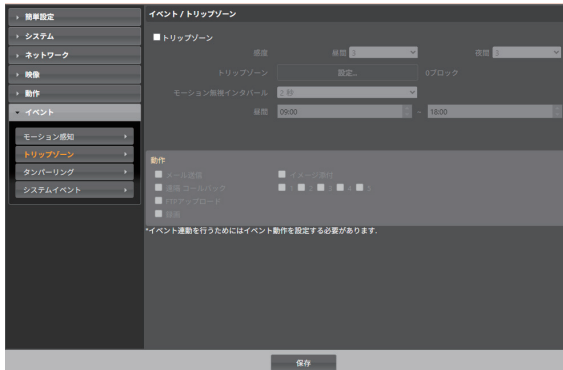 簡単設定
システム
ネットワーク
映像
動作
イベント
モーション感知
トリップゾーン
タンパーリング
システムイベント
イベント / トリップゾーン
トリップゾーン
感度 昼間 3 夜間 3
トリップゾーン 設定... 0ブロック
モーション無視インタバール 2 秒
昼間 09:00 ~ 18:00
動作
メール送信 イメージ添付
遠隔 コールバック 1 2 3 4 5
FTPアップロード
録画
*イベント連動を行うためにはイベント動作を設定する必要があります.
保存